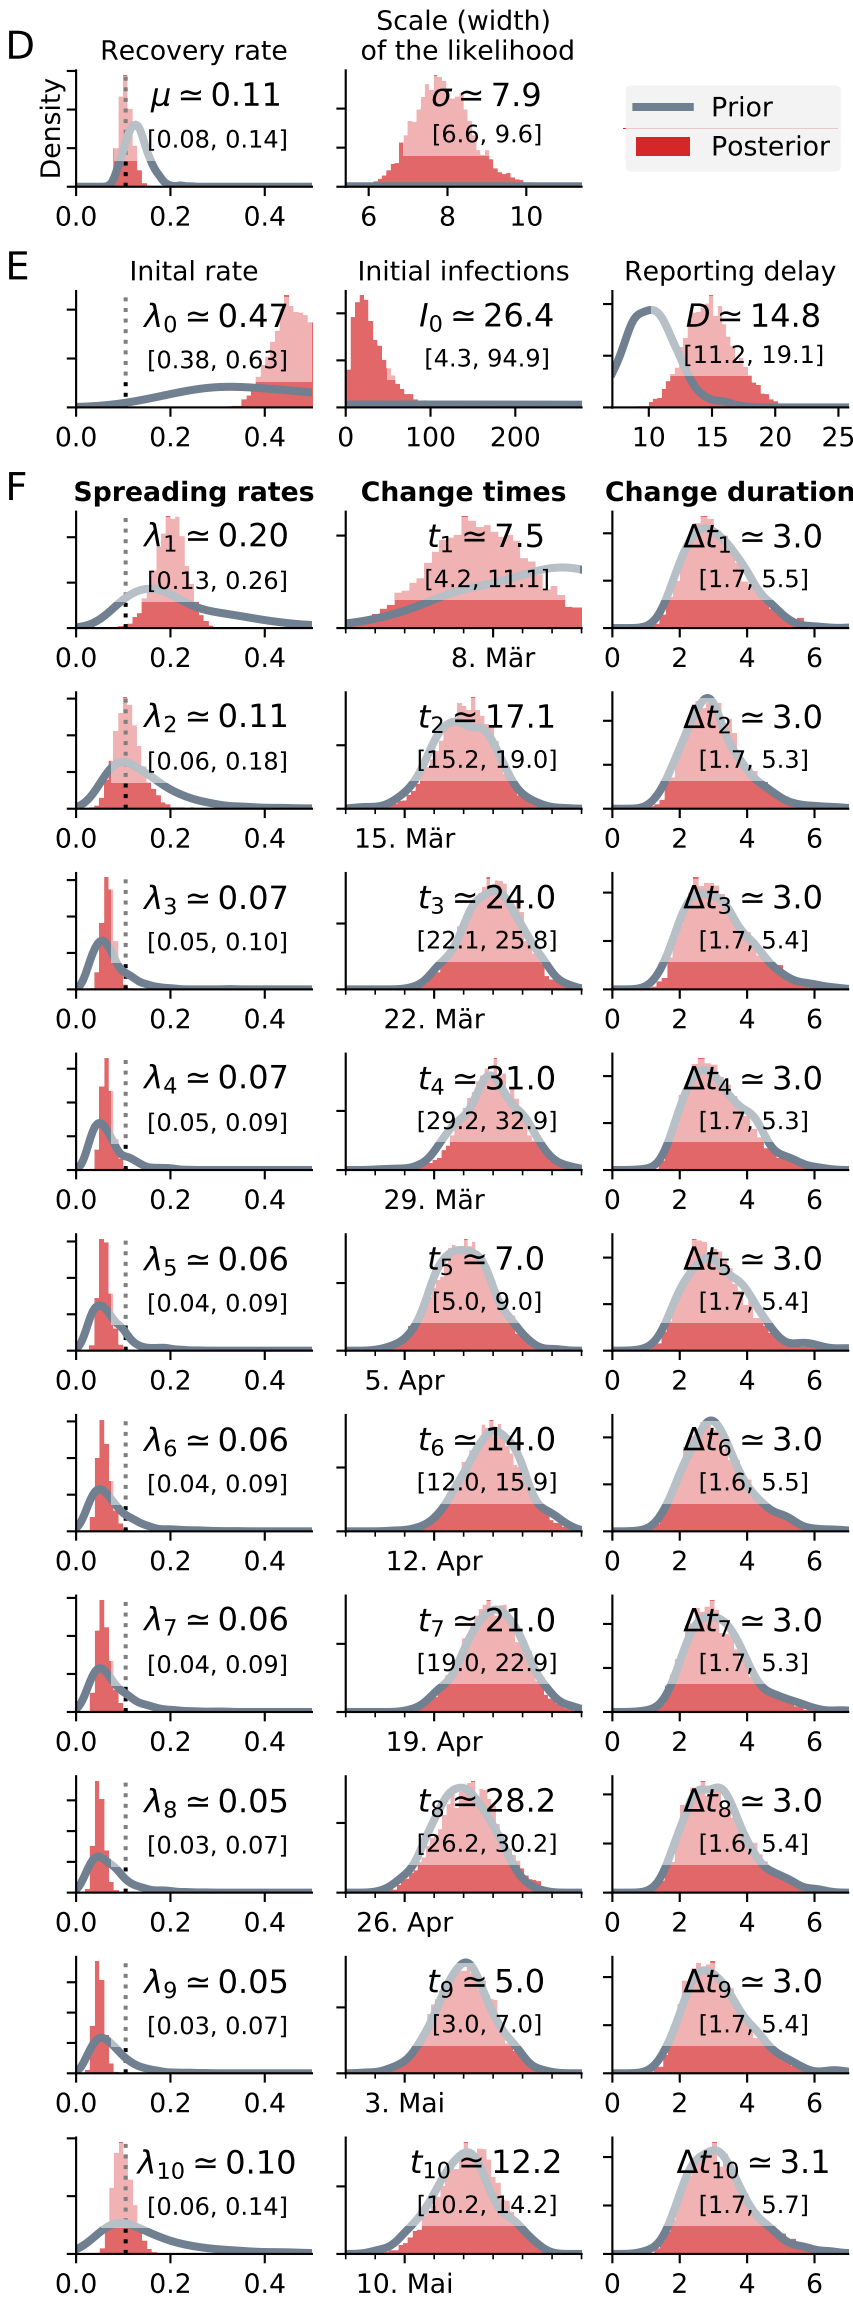 D
Recovery rate
Scale (width)
of the likelihood
Density
μ ≃ 0.11
[0.08, 0.14]
0.0 0.2 0.4
σ ≃ 7.9
[6.6, 9.6]
6 8 10
Prior
Posterior
E
Inital rate
Initial infections
Reporting delay
λ0 ≃ 0.47
[0.38, 0.63]
0.0 0.2 0.4
I0 ≃ 26.4
[4.3, 94.9]
0 100 200
D ≃ 14.8
[11.2, 19.1]
10 15 20 25
F
Spreading rates
Change times
Change duration
λ1 ≃ 0.20
[0.13, 0.26]
0.0 0.2 0.4
t1 ≃ 7.5
[4.2, 11.1]
8. Mär
Δt1 ≃ 3.0
[1.7, 5.5]
0 2 4 6
λ2 ≃ 0.11
[0.06, 0.18]
0.0 0.2 0.4
t2 ≃ 17.1
[15.2, 19.0]
15. Mär
Δt2 ≃ 3.0
[1.7, 5.3]
0 2 4 6
λ3 ≃ 0.07
[0.05, 0.10]
0.0 0.2 0.4
t3 ≃ 24.0
[22.1, 25.8]
22. Mär
Δt3 ≃ 3.0
[1.7, 5.4]
0 2 4 6
λ4 ≃ 0.07
[0.05, 0.09]
0.0 0.2 0.4
t4 ≃ 31.0
[29.2, 32.9]
29. Mär
Δt4 ≃ 3.0
[1.7, 5.3]
0 2 4 6
λ5 ≃ 0.06
[0.04, 0.09]
0.0 0.2 0.4
t5 ≃ 7.0
[5.0, 9.0]
5. Apr
Δt5 ≃ 3.0
[1.7, 5.4]
0 2 4 6
λ6 ≃ 0.06
[0.04, 0.09]
0.0 0.2 0.4
t6 ≃ 14.0
[12.0, 15.9]
12. Apr
Δt6 ≃ 3.0
[1.6, 5.5]
0 2 4 6
λ7 ≃ 0.06
[0.04, 0.09]
0.0 0.2 0.4
t7 ≃ 21.0
[19.0, 22.9]
19. Apr
Δt7 ≃ 3.0
[1.7, 5.3]
0 2 4 6
λ8 ≃ 0.05
[0.03, 0.07]
0.0 0.2 0.4
t8 ≃ 28.2
[26.2, 30.2]
26. Apr
Δt8 ≃ 3.0
[1.6, 5.4]
0 2 4 6
λ9 ≃ 0.05
[0.03, 0.07]
0.0 0.2 0.4
t9 ≃ 5.0
[3.0, 7.0]
3. Mai
Δt9 ≃ 3.0
[1.7, 5.4]
0 2 4 6
λ10 ≃ 0.10
[0.06, 0.14]
0.0 0.2 0.4
t10 ≃ 12.2
[10.2, 14.2]
10. Mai
Δt10 ≃ 3.1
[1.7, 5.7]
0 2 4 6